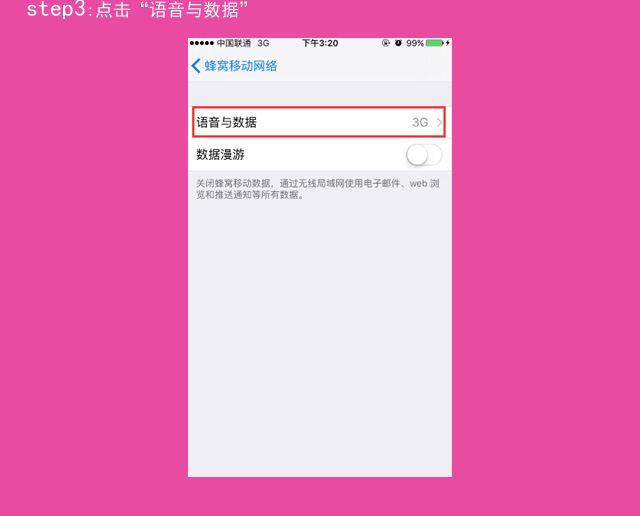 step3:点击“语音与数据”
中国联通 3G 下午3:20 99%
蜂窝移动网络
语音与数据 3G
数据漫游
关闭蜂窝移动数据，通过无线局域网使用电子邮件、web 浏
览和推送通知等所有数据。